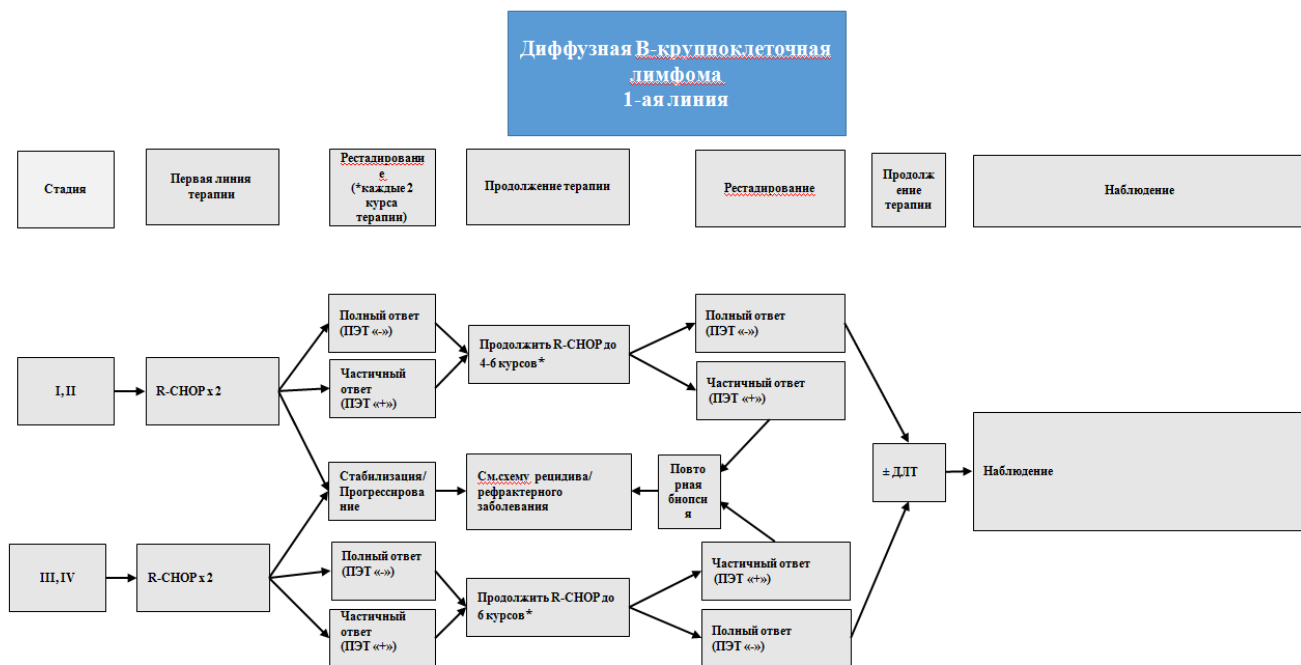 Диффузная В-крупноклеточная
лимфома
1-ая линия
Стадия
Первая линия
терапии
Рестадировани
е
(*каждые 2
курса
терапии)
Продолжение терапии
Рестадирование
Продолж
ение
терапии
Наблюдение
Полный ответ
(ПЭТ «-»)
Полный ответ
(ПЭТ «-»)
I, II
R-CHOP x 2
Частичный
ответ
(ПЭТ «+»)
Продолжить R-CHOP до
4-6 курсов*
Частичный ответ
(ПЭТ «+»)
Стабилизация/
Прогрессирова
ние
См.схему рецидива/
рефрактерного
заболевания
Повто
рная
биопси
я
± ДЛТ
Наблюдение
III, IV
R-CHOP x 2
Полный ответ
(ПЭТ «-»)
Частичный ответ
(ПЭТ «+»)
Продолжить R-CHOP до
6 курсов*
Частичный
ответ
(ПЭТ «+»)
Полный ответ
(ПЭТ «-»)